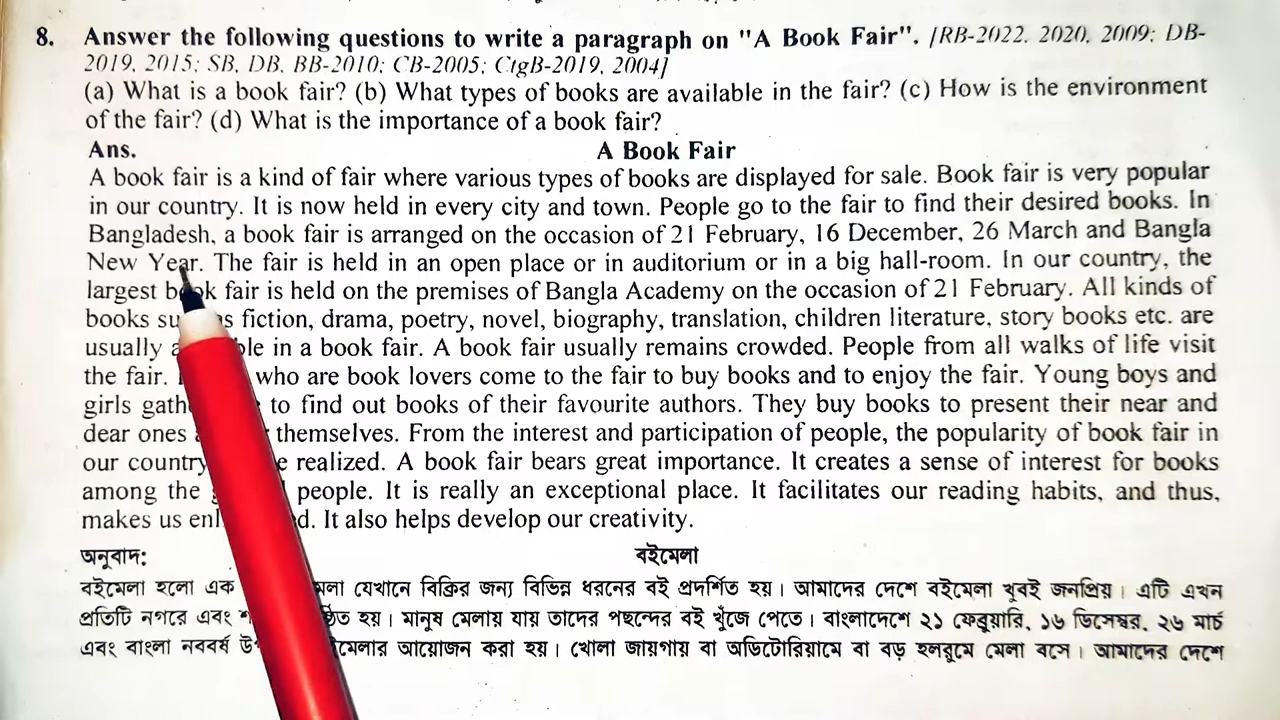 8. Answer the following questions to write a paragraph on "A Book Fair". [RB-2022, 2020, 2009; DB-
2019, 2015; SB, DB, BB-2010; CB-2005; CtgB-2019, 2004]
(a) What is a book fair? (b) What types of books are available in the fair? (c) How is the environment
of the fair? (d) What is the importance of a book fair?
Ans. A Book Fair
A book fair is a kind of fair where various types of books are displayed for sale. Book fair is very popular
in our country. It is now held in every city and town. People go to the fair to find their desired books. In
Bangladesh, a book fair is arranged on the occasion of 21 February, 16 December, 26 March and Bangla
New Year. The fair is held in an open place or in auditorium or in a big hall-room. In our country, the
largest book fair is held on the premises of Bangla Academy on the occasion of 21 February. All kinds of
books fiction, drama, poetry, novel, biography, translation, children literature, story books etc. are
usually in a book fair. A book fair usually remains crowded. People from all walks of life visit
the fair. who are book lovers come to the fair to buy books and to enjoy the fair. Young boys and
girls to find out books of their favourite authors. They buy books to present their near and
dear ones themselves. From the interest and participation of people, the popularity of book fair in
our country realized. A book fair bears great importance. It creates a sense of interest for books
among the people. It is really an exceptional place. It facilitates our reading habits, and thus,
makes us It also helps develop our creativity.
অনুবাদ: বইমেলা
বইমেলা হলো এক যেখানে বিক্রির জন্য বিভিন্ন ধরনের বই প্রদর্শিত হয়। আমাদের দেশে বইমেলা খুবই জনপ্রিয়। এটি এখন
প্রতিটি নগরে এবং হয়। মানুষ মেলায় যায় তাদের পছন্দের বই খুঁজে পেতে। বাংলাদেশে ২১ ফেব্রুয়ারি, ১৬ ডিসেম্বর, ২৬ মার্চ
এবং বাংলা নববর্ষ আয়োজন করা হয়। খোলা জায়গায় বা অডিটোরিয়ামে বা বড় হলরুমে মেলা বসে। আমাদের দেশে